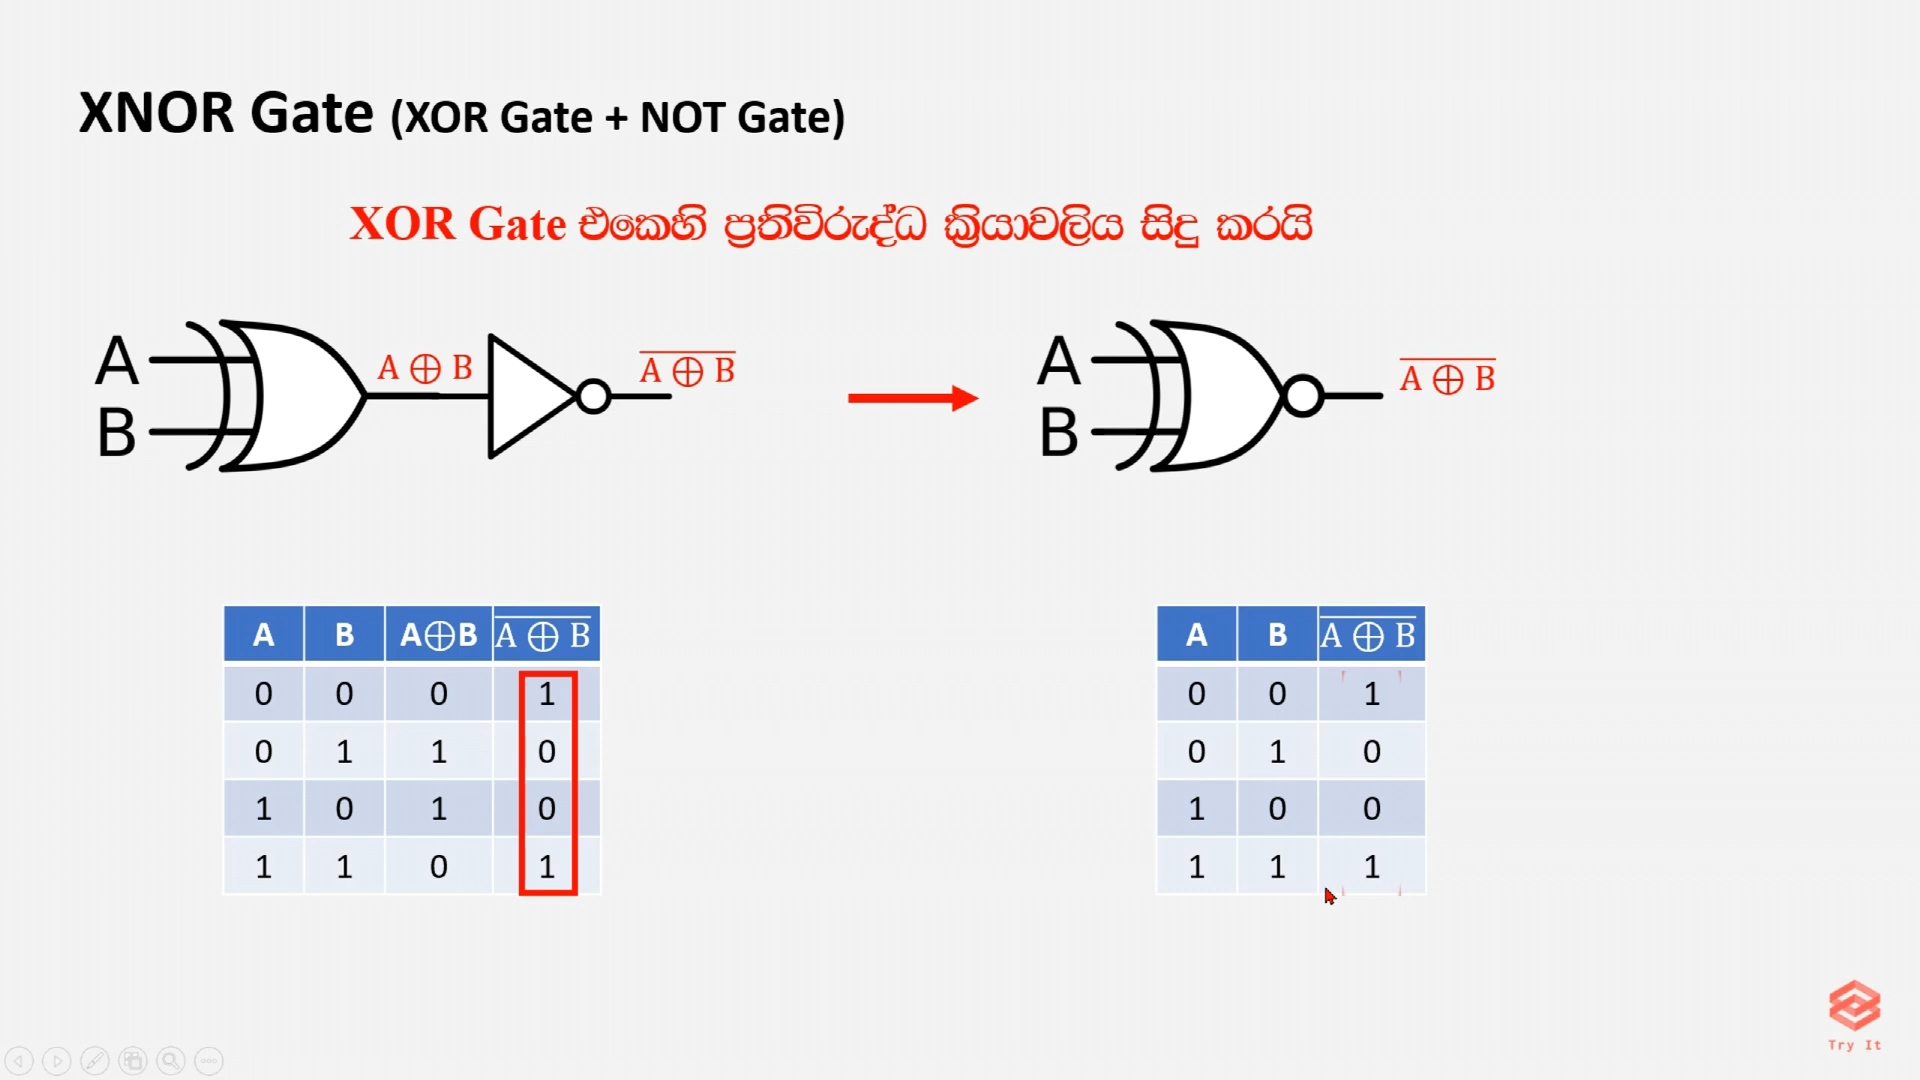 XNOR Gate (XOR Gate + NOT Gate)
XOR Gate එකෙහි ප්‍රතිවිරුද්ධ ක්‍රියාවලිය සිදු කරයි
A
B
A ⊕ B
A̅ ̅⊕̅ ̅B̅
A
B
A̅ ̅⊕̅ ̅B̅
A B A⊕B A̅ ̅⊕̅ ̅B̅
0 0 0 1
0 1 1 0
1 0 1 0
1 1 0 1
A B A̅ ̅⊕̅ ̅B̅
0 0 1
0 1 0
1 0 0
1 1 1
Try It